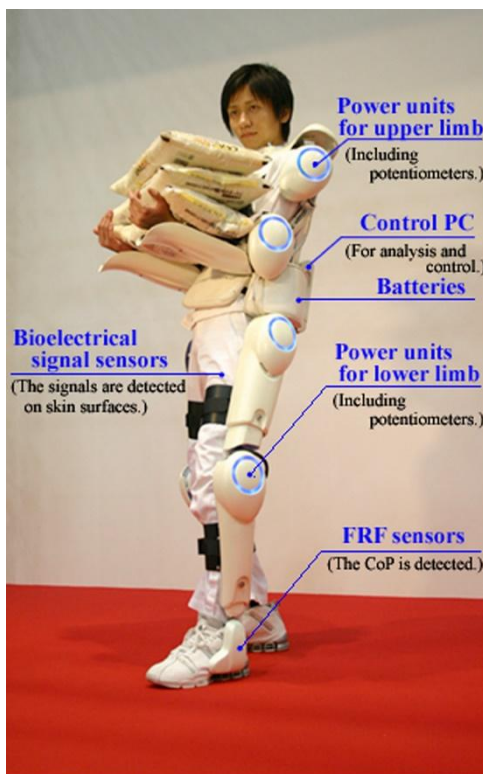 Power units
for upper limb
(Including
potentiometers.)
Control PC
(For analysis and
control.)
Batteries
Bioelectrical
signal sensors
(The signals are detected
on skin surfaces.)
Power units
for lower limb
(Including
potentiometers.)
FRF sensors
(The CoP is detected.)